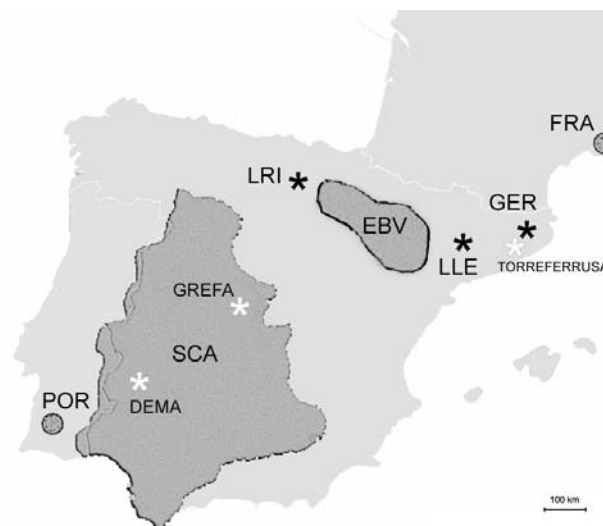 FRA
LRI
GER
EBV
LLE
TORREFERRUSA
GREFA
SCA
POR
DEMA
100 km